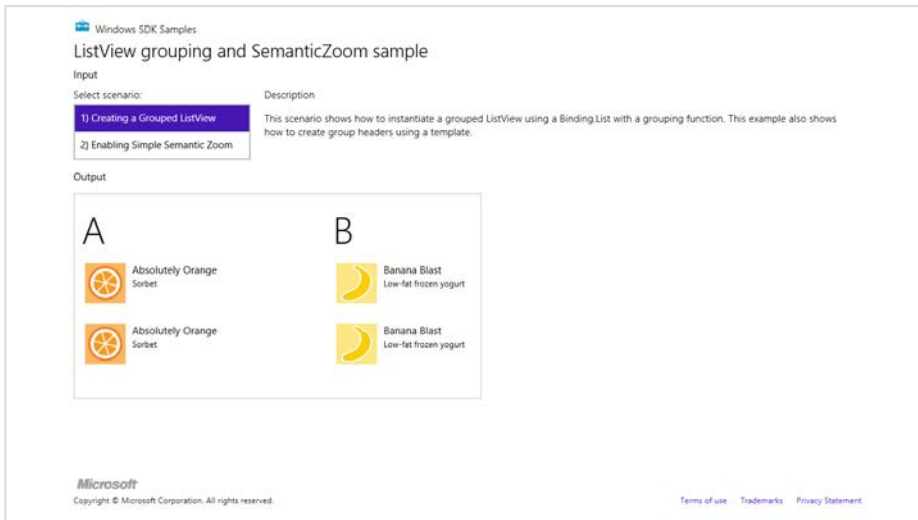 Windows SDK Samples
ListView grouping and SemanticZoom sample
Input
Select scenario:
Description
1) Creating a Grouped ListView
2) Enabling Simple Semantic Zoom
This scenario shows how to instantiate a grouped ListView using a Binding.List with a grouping function. This example also shows
how to create group headers using a template.
Output
A
B
Absolutely Orange
Sorbet
Banana Blast
Low-fat frozen yogurt
Absolutely Orange
Sorbet
Banana Blast
Low-fat frozen yogurt
Microsoft
Copyright © Microsoft Corporation. All rights reserved.
Terms of use Trademarks Privacy Statement